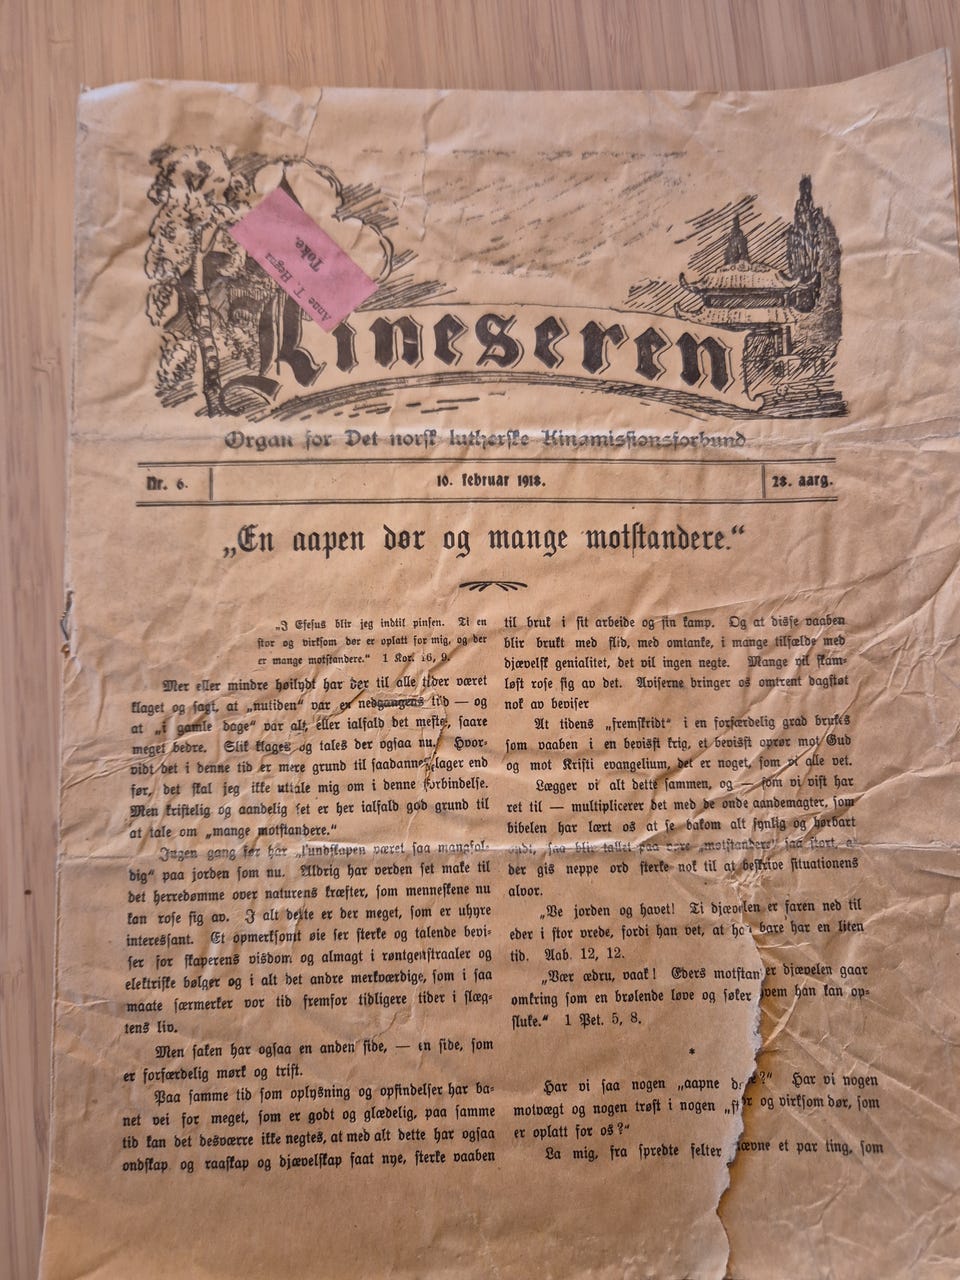 Anne T. Hegna
Tuke.
Kineseren
Organ for Det norsk lutherske Kinamissionsforbund
Nr. 6.
10. februar 1918.
28. aarg.
„En aapen dør og mange motstandere.“
„I Efesus blir jeg indtil pinsen. Ti en
stor og virksom dør er oplatt for mig, og der
er mange motstandere.“ 1 Kor. 16, 9.
Mer eller mindre høilydt har der til alle tider været
klaget og sagt, at „nutiden“ var en nedgangens tid — og
at „i gamle dage“ var alt, eller ialfald det meste, saare
meget bedre. Slik klages og tales der ogsaa nu. Hvor-
vidt det i denne tid er mere grund til saadanne klager end
før, det skal jeg ikke uttale mig om i denne forbindelse.
Men kristelig og aandelig set er her ialfald god grund til
at tale om „mange motstandere.“
Ingen gang før har „kundskapen været saa mangfol-
dig“ paa jorden som nu. Aldrig har verden set make til
det herredømme over naturens kræfter, som menneskene nu
kan rose sig av. I alt dette er der meget, som er uhyre
interessant. Et opmerksomt øie ser sterke og talende bevi-
ser for skaperens visdom og almagt i røntgenstraaler og
elektriske bølger og i alt det andre merkværdige, som i saa
maate særmerker vor tid fremfor tidligere tider i slæg-
tens liv.
Men saken har ogsaa en anden side, — en side, som
er forfærdelig mørk og trist.
Paa samme tid som oplysning og opfindelser har ba-
net vei for meget, som er godt og glædelig, paa samme
tid kan det desværre ikke negtes, at med alt dette har ogsaa
ondskap og raaskap og djævelskap faat nye, sterke vaaben
til bruk i sit arbeide og sin kamp. Og at disse vaaben
blir brukt med flid, med omtanke, i mange tilfælde med
djævelsk genialitet, det vil ingen negte. Mange vil skam-
løst rose sig av det. Aviserne bringer os omtrent dagstøt
nok av beviser
At tidens „fremskridt“ i en forfærdelig grad brukes
som vaaben i en bevisst krig, et bevisst oprør mot Gud
og mot Kristi evangelium, det er noget, som vi alle vet.
Lægger vi alt dette sammen, og — som vi vist har
ret til — multiplicerer det med de onde aandemagter, som
bibelen har lært os at se bakom alt synlig og hørbart
ondt, saa blir tallet paa vore „motstandere“ saa stort, at
der gis neppe ord sterke nok til at beskrive situationens
alvor.
„Ve jorden og havet! Ti djævelen er faren ned til
eder i stor vrede, fordi han vet, at han bare har en liten
tid. Aab. 12, 12.
„Vær ædru, vaak! Eders motstander djævelen gaar
omkring som en brølende løve og søker hvem han kan op-
sluke.“ 1 Pet. 5, 8.
*
Har vi saa nogen „aapne døre?“ Har vi nogen
motvægt og nogen trøst i nogen „stor og virksom dør, som
er oplatt for os?“
La mig, fra spredte felter nævne et par ting, som